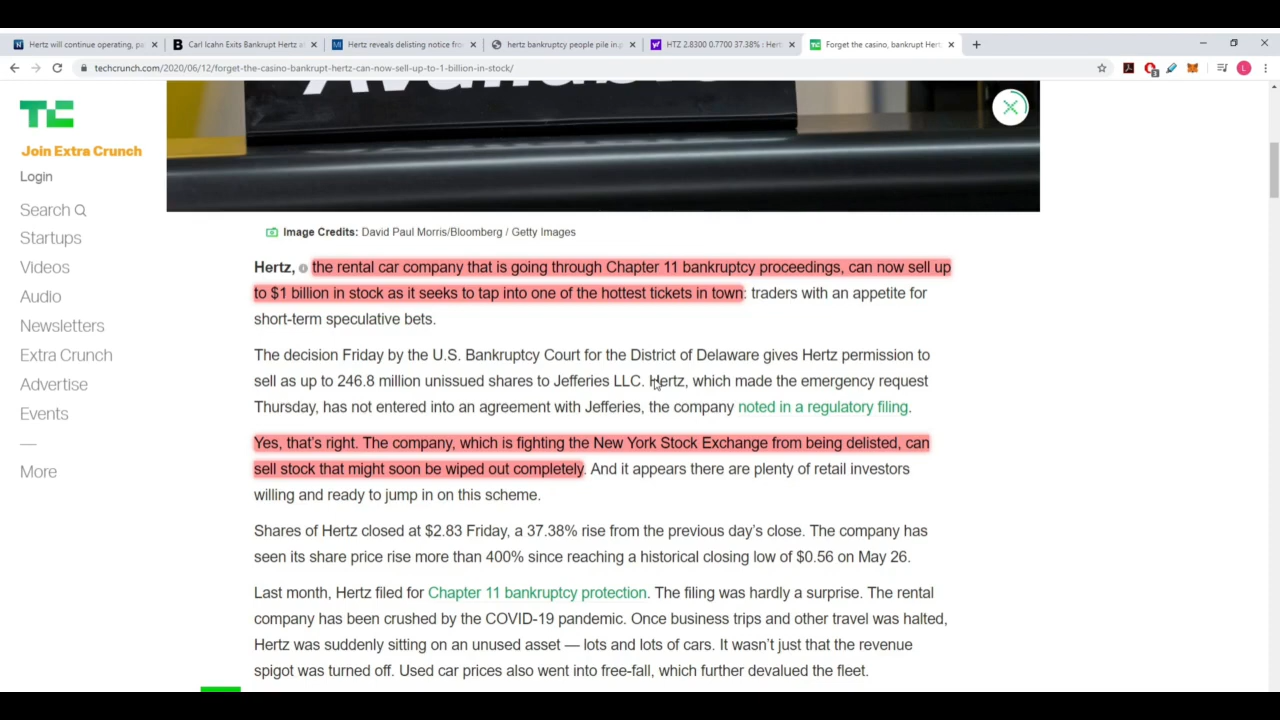 Hertz will continue operating, pa
Carl Icahn Exits Bankrupt Hertz at
Hertz reveals delisting notice from
hertz bankruptcy people pile in.p
HTZ 2.8300 0.7700 37.38% : Hert
Forget the casino, bankrupt Hert
techcrunch.com/2020/06/12/forget-the-casino-bankrupt-hertz-can-now-sell-up-to-1-billion-in-stock/
3
L
TC
Join Extra Crunch
Login
Search
Startups
Videos
Audio
Newsletters
Extra Crunch
Advertise
Events
More
Image Credits: David Paul Morris/Bloomberg / Getty Images
Hertz, the rental car company that is going through Chapter 11 bankruptcy proceedings, can now sell up
to $1 billion in stock as it seeks to tap into one of the hottest tickets in town: traders with an appetite for
short-term speculative bets.
The decision Friday by the U.S. Bankruptcy Court for the District of Delaware gives Hertz permission to
sell as up to 246.8 million unissued shares to Jefferies LLC. Hertz, which made the emergency request
Thursday, has not entered into an agreement with Jefferies, the company noted in a regulatory filing.
Yes, that's right. The company, which is fighting the New York Stock Exchange from being delisted, can
sell stock that might soon be wiped out completely. And it appears there are plenty of retail investors
willing and ready to jump in on this scheme.
Shares of Hertz closed at $2.83 Friday, a 37.38% rise from the previous day's close. The company has
seen its share price rise more than 400% since reaching a historical closing low of $0.56 on May 26.
Last month, Hertz filed for Chapter 11 bankruptcy protection. The filing was hardly a surprise. The rental
company has been crushed by the COVID-19 pandemic. Once business trips and other travel was halted,
Hertz was suddenly sitting on an unused asset — lots and lots of cars. It wasn't just that the revenue
spigot was turned off. Used car prices also went into free-fall, which further devalued the fleet.